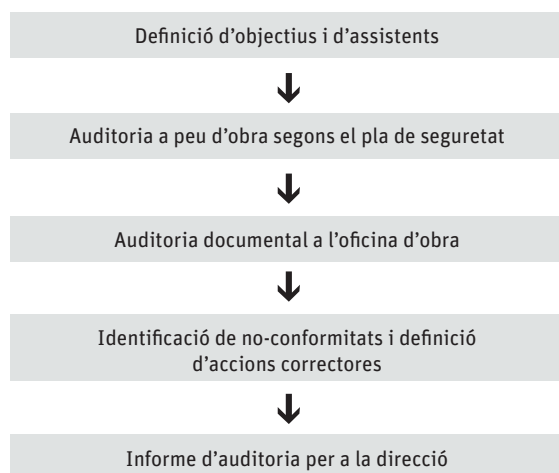 Definició d’objectius i d’assistents
Auditoria a peu d’obra segons el pla de seguretat
Auditoria documental a l’oficina d’obra
Identificació de no-conformitats i definició
d’accions correctores
Informe d’auditoria per a la direcció